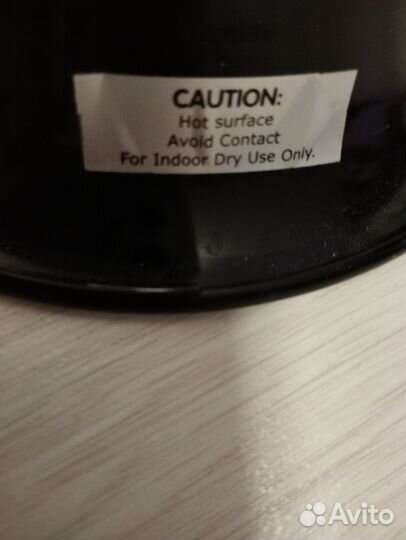 CAUTION:
Hot surface
Avoid Contact
For Indoor Dry Use Only.
Avito